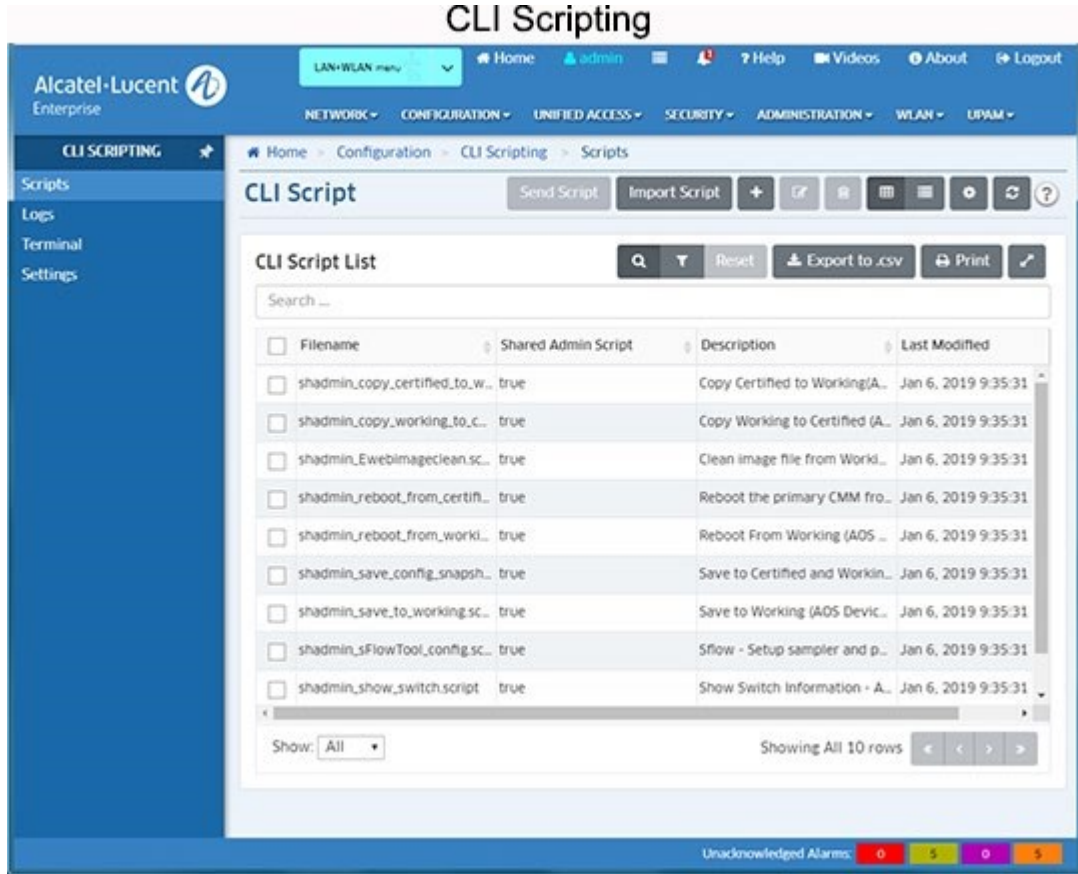 CLI Scripting
Alcatel·Lucent
Enterprise
LAN+WLAN menu
Home admin ? Help Videos About Logout
NETWORK CONFIGURATION UNIFIED ACCESS SECURITY ADMINISTRATION WLAN UPAM
CLI SCRIPTING
Scripts
Logs
Terminal
Settings
Home > Configuration > CLI Scripting > Scripts
CLI Script
Send Script Import Script + ?
CLI Script List
Reset Export to .csv Print
Search ...
Filename Shared Admin Script Description Last Modified
shadmin_copy_certified_to_w... true Copy Certified to Working(A... Jan 6, 2019 9:35:31
shadmin_copy_working_to_c... true Copy Working to Certified (A... Jan 6, 2019 9:35:31
shadmin_Ewebimageclean.sc... true Clean image file from Worki... Jan 6, 2019 9:35:31
shadmin_reboot_from_certifi... true Reboot the primary CMM fro... Jan 6, 2019 9:35:31
shadmin_reboot_from_worki... true Reboot From Working (AOS ... Jan 6, 2019 9:35:31
shadmin_save_config_snapsh... true Save to Certified and Workin... Jan 6, 2019 9:35:31
shadmin_save_to_working.sc... true Save to Working (AOS Devic... Jan 6, 2019 9:35:31
shadmin_sFlowTool_config.sc... true Sflow - Setup sampler and p... Jan 6, 2019 9:35:31
shadmin_show_switch.script true Show Switch Information - A... Jan 6, 2019 9:35:31
Show: All Showing All 10 rows
Unacknowledged Alarms: 0 5 0 5